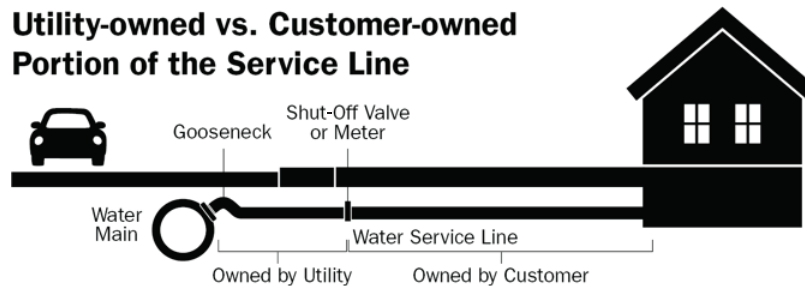 Utility-owned vs. Customer-owned
Portion of the Service Line
Shut-Off Valve
or Meter
Gooseneck
Water
Main
Water Service Line
Owned by Utility
Owned by Customer